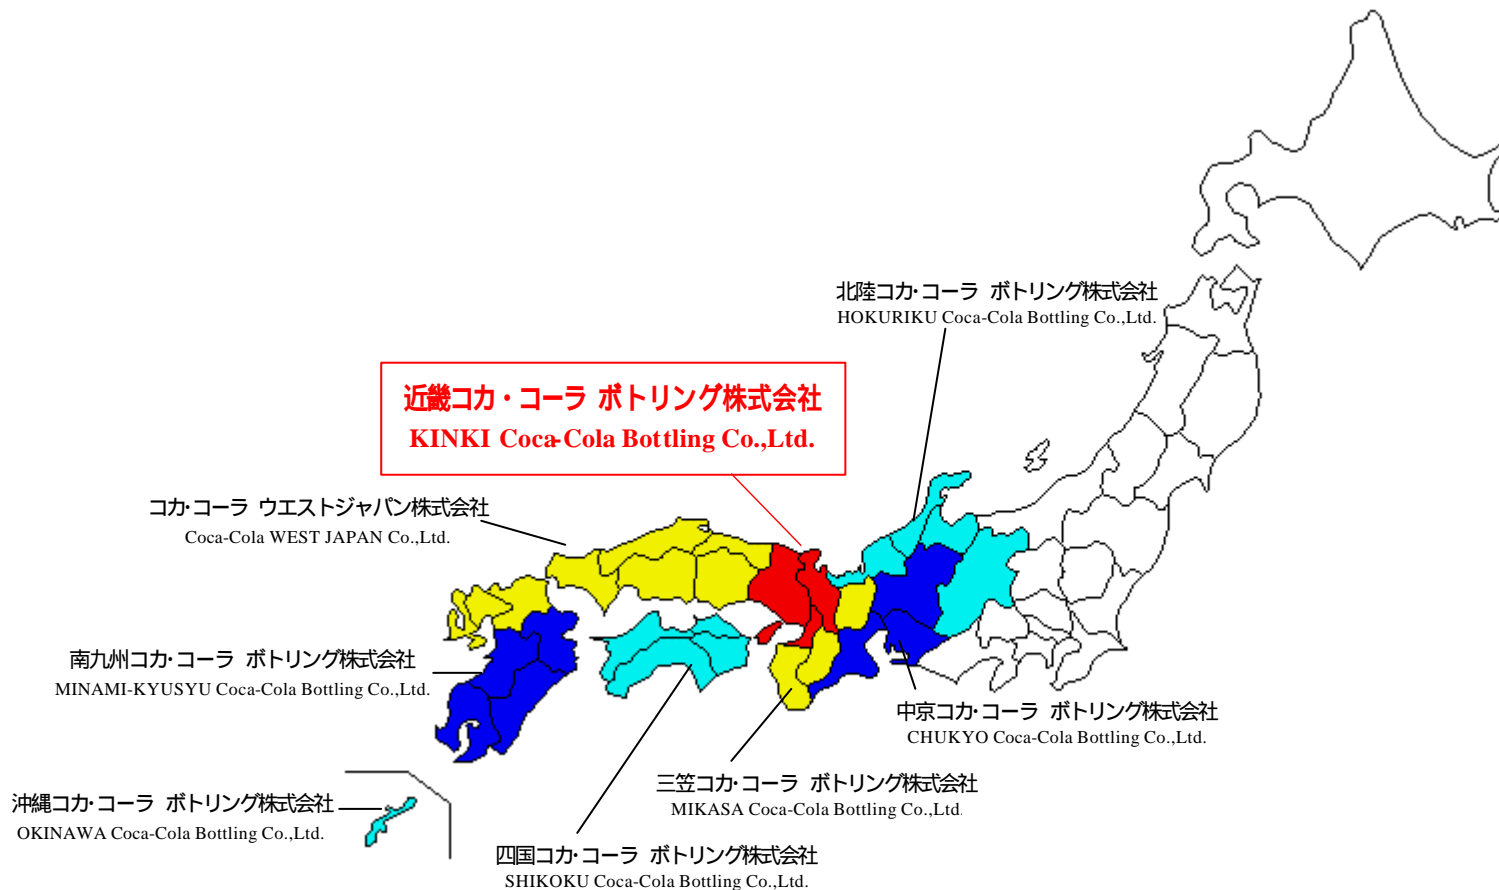 北陸コカ・コーラ ボトリング株式会社
HOKURIKU Coca-Cola Bottling Co.,Ltd.
近畿コカ・コーラ ボトリング株式会社
KINKI Coca-Cola Bottling Co.,Ltd.
コカ・コーラ ウエストジャパン株式会社
Coca-Cola WEST JAPAN Co.,Ltd.
南九州コカ・コーラ ボトリング株式会社
MINAMI-KYUSYU Coca-Cola Bottling Co.,Ltd.
中京コカ・コーラ ボトリング株式会社
CHUKYO Coca-Cola Bottling Co.,Ltd.
三笠コカ・コーラ ボトリング株式会社
MIKASA Coca-Cola Bottling Co.,Ltd.
沖縄コカ・コーラ ボトリング株式会社
OKINAWA Coca-Cola Bottling Co.,Ltd.
四国コカ・コーラ ボトリング株式会社
SHIKOKU Coca-Cola Bottling Co.,Ltd.